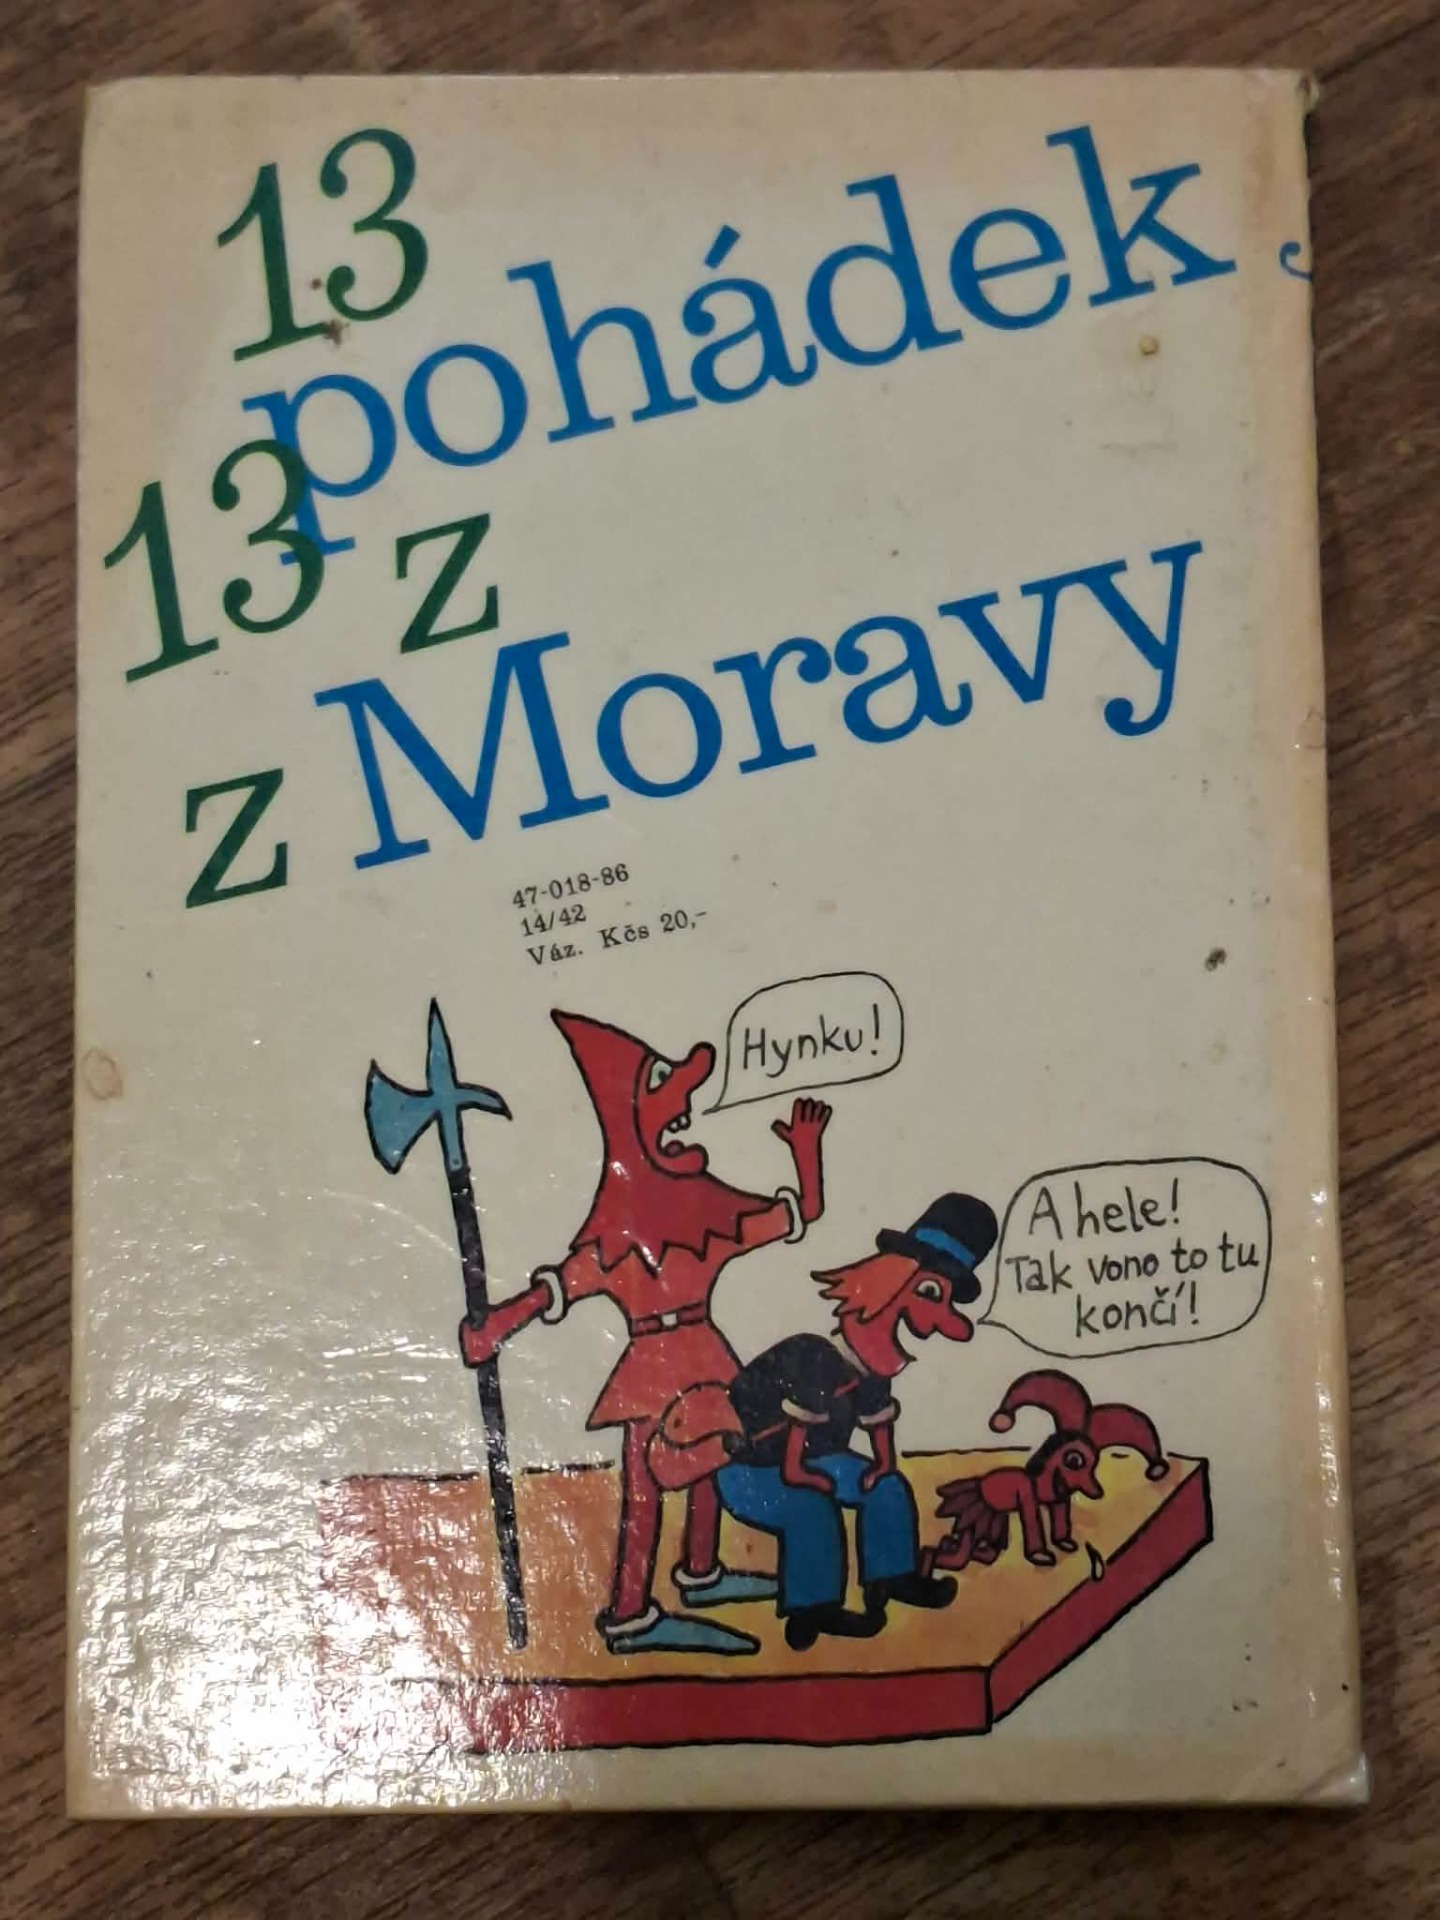 13
pohádek
13 z
z Moravy
47-018-86
14/42
Váz. Kčs 20,-
Hynku!
A hele!
Tak vono to tu
končí!